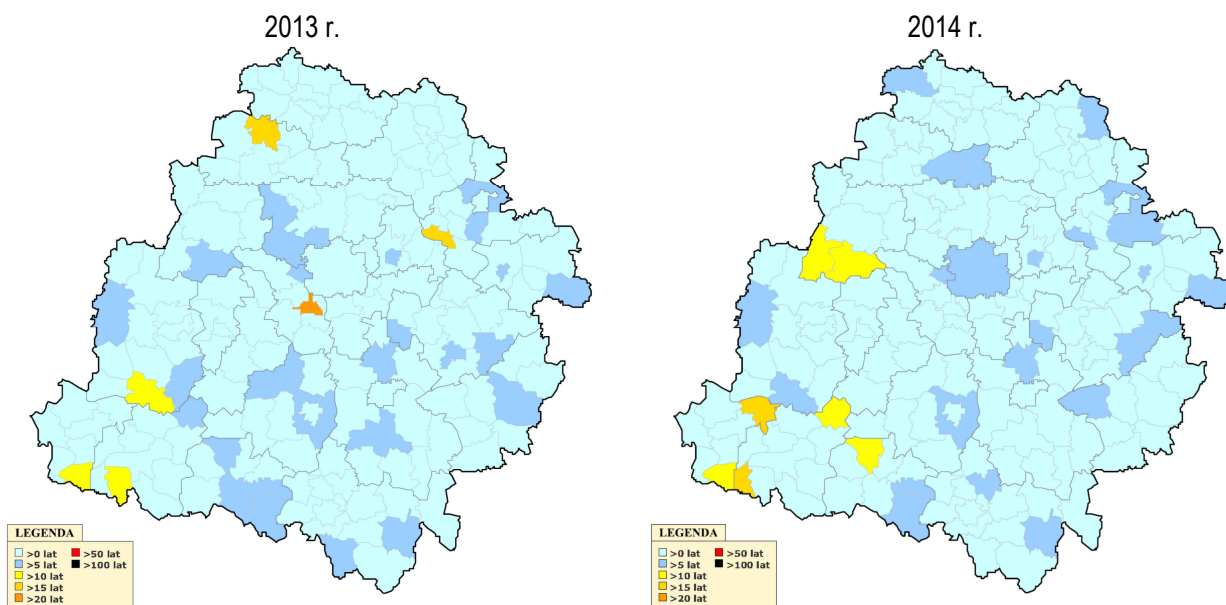 2013 r.
2014 r.
LEGENDA
>0 lat >50 lat
>5 lat >100 lat
>10 lat
>15 lat
>20 lat
LEGENDA
>0 lat >50 lat
>5 lat >100 lat
>10 lat
>15 lat
>20 lat